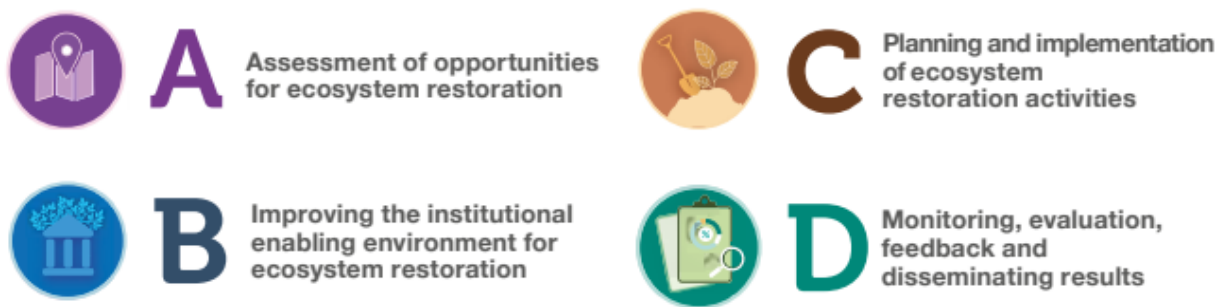 A
Assessment of opportunities
for ecosystem restoration
B
Improving the institutional
enabling environment for
ecosystem restoration
C
Planning and implementation
of ecosystem
restoration activities
D
Monitoring, evaluation,
feedback and
disseminating results